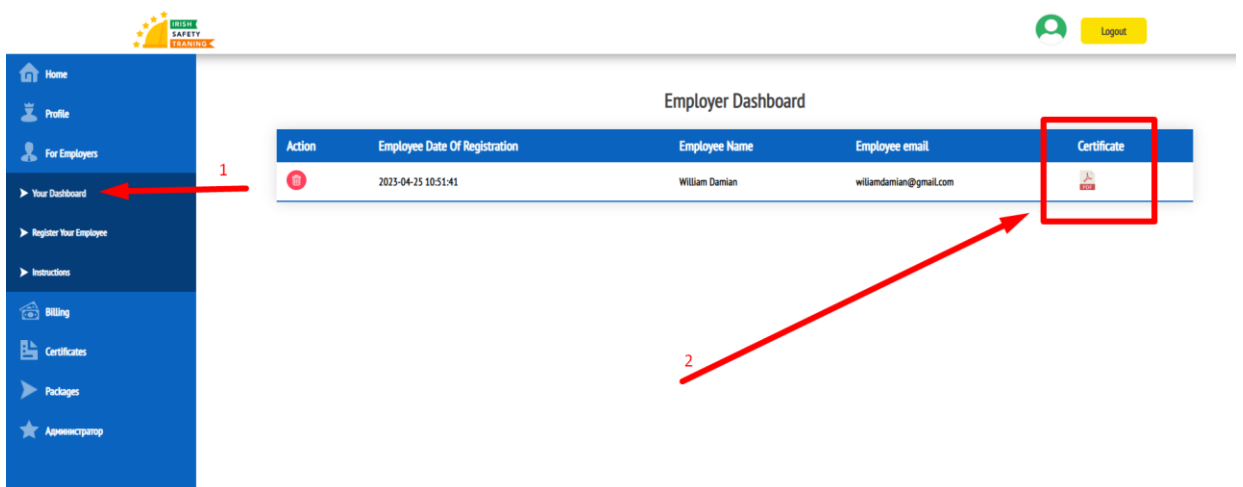 IRISH
SAFETY
TRANING
Logout
Home
Profile
For Employers
Your Dashboard
Register Your Employee
Instructions
Billing
Certificates
Packages
Администратор
1
Employer Dashboard
Action Employee Date Of Registration Employee Name Employee email Certificate
2023-04-25 10:51:41 William Damian wiliamdamian@gmail.com PDF
2